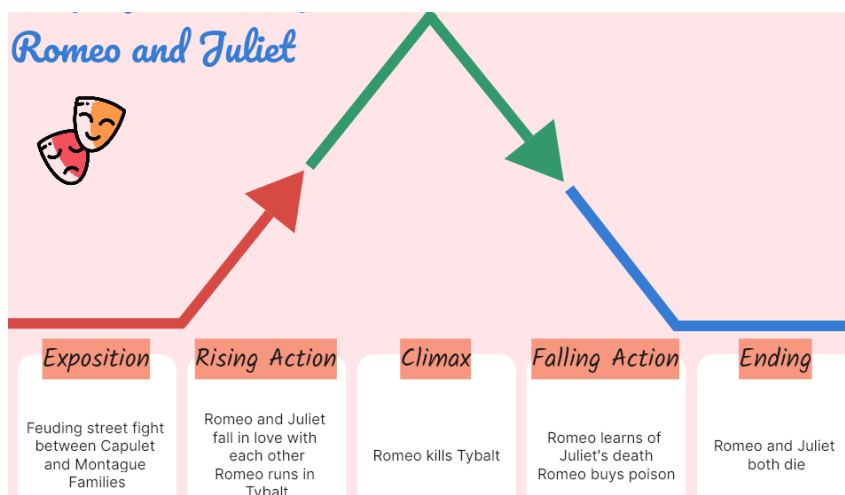 Romeo and Juliet
Exposition
Feuding street fight
between Capulet
and Montague
Families
Rising Action
Romeo and Juliet
fall in love with
each other
Romeo runs in
Tybalt
Climax
Romeo kills Tybalt
Falling Action
Romeo learns of
Juliet's death
Romeo buys poison
Ending
Romeo and Juliet
both die